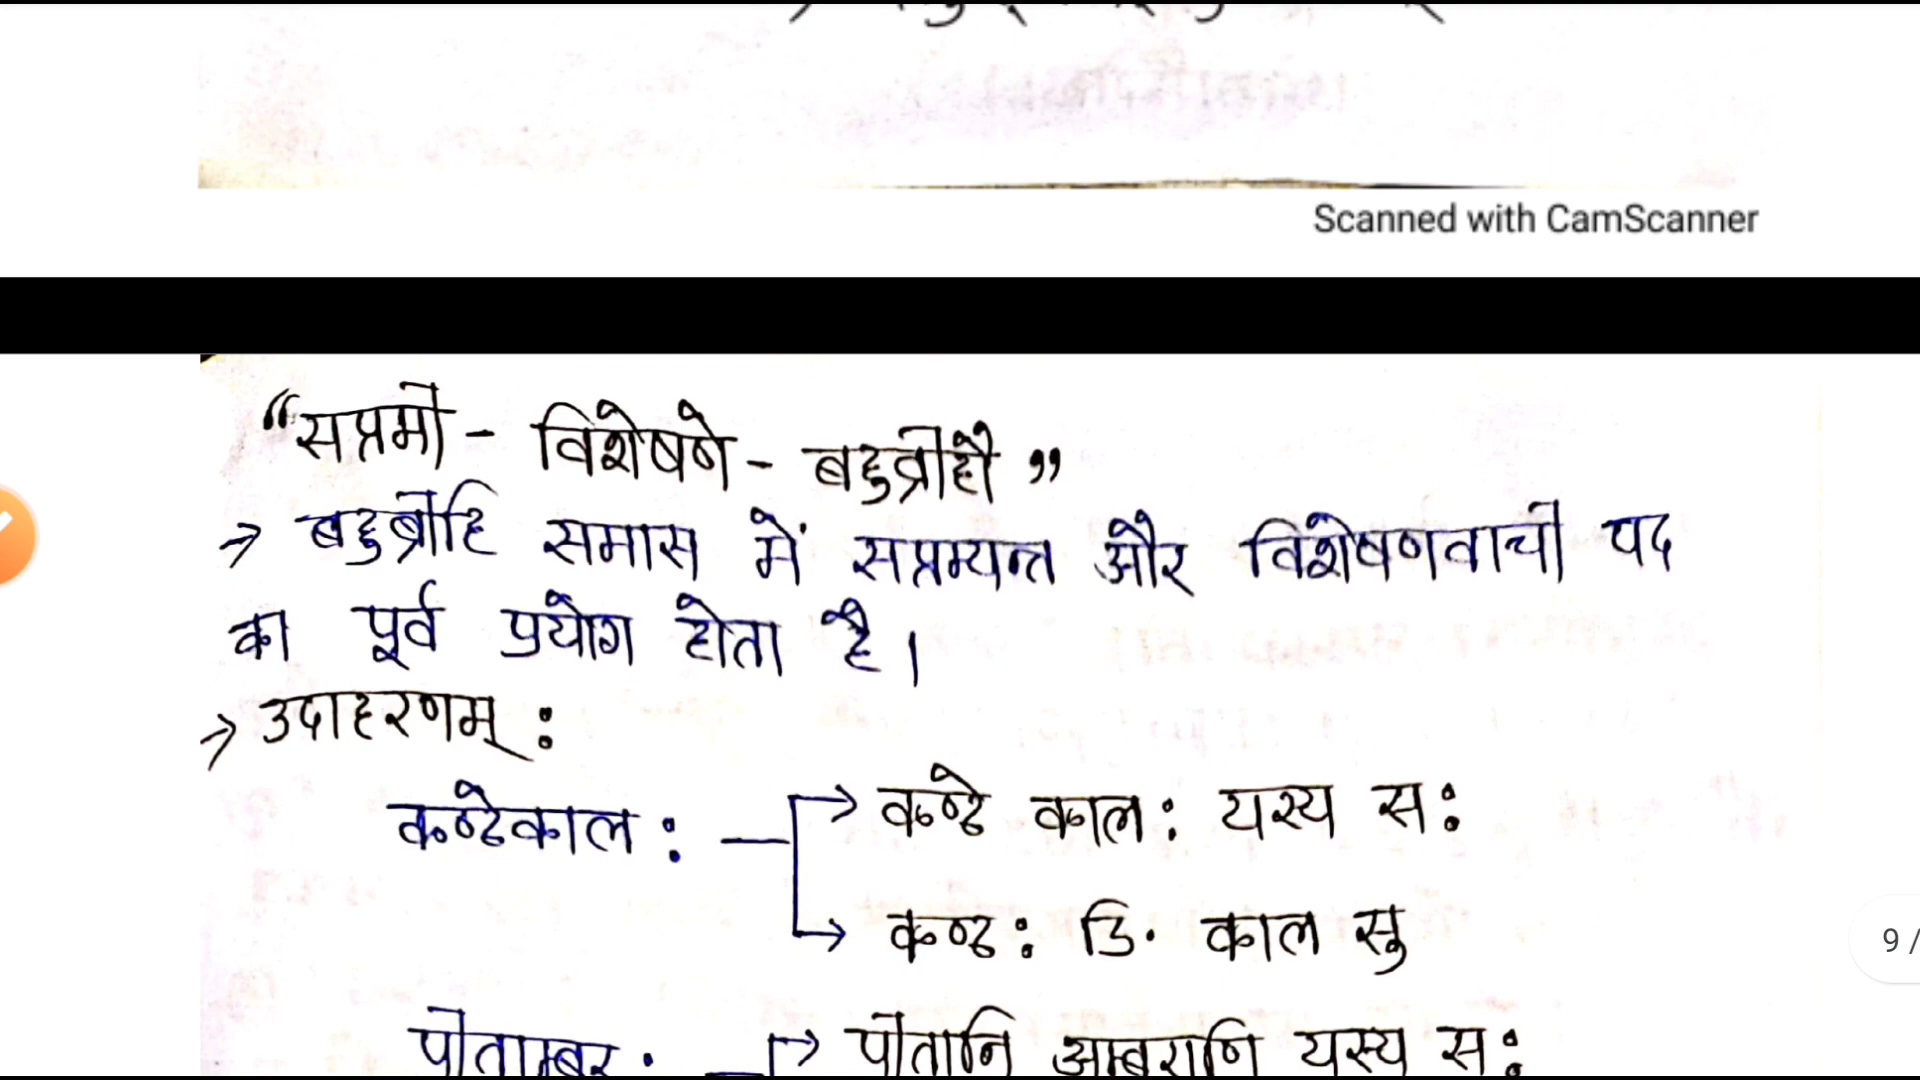 Scanned with CamScanner
“सप्तमी - विशेषणे - बहुव्रीहौ”
→ बहुब्रीहि समास में सप्तम्यन्त और विशेषणवाची पद
का पूर्व प्रयोग होता है।
→ उदाहरणम् :
कण्ठेकाल : — → कण्ठे काल : यस्य स :
→ कण्ठ : ङि. काल सु
9 /
पीताम्बर . — → पीतानि अम्बराणि यस्य स :